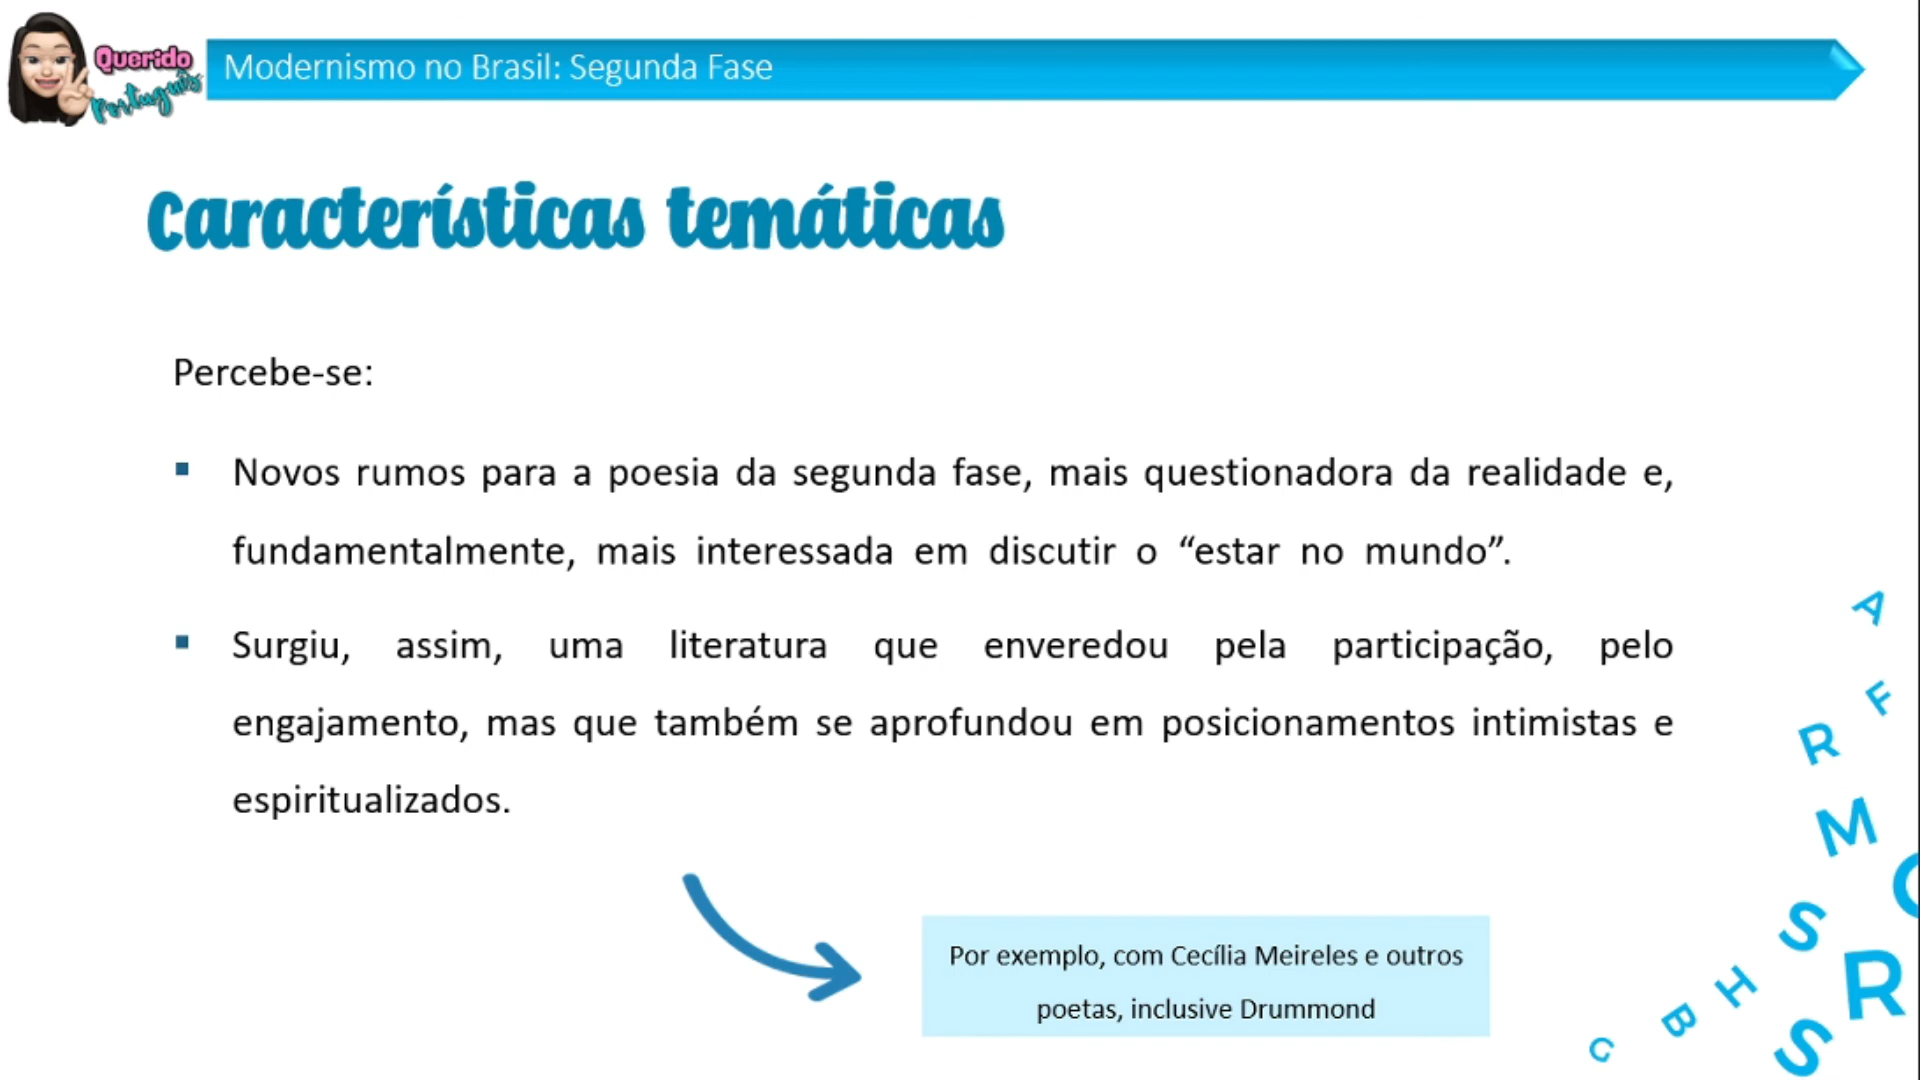 Querido
Português
Modernismo no Brasil: Segunda Fase
Características temáticas
Percebe-se:
▪ Novos rumos para a poesia da segunda fase, mais questionadora da realidade e,
fundamentalmente, mais interessada em discutir o “estar no mundo”.
▪ Surgiu, assim, uma literatura que enveredou pela participação, pelo
engajamento, mas que também se aprofundou em posicionamentos intimistas e
espiritualizados.
Por exemplo, com Cecília Meireles e outros
poetas, inclusive Drummond
A
F
R
M
S
R
H
B
S